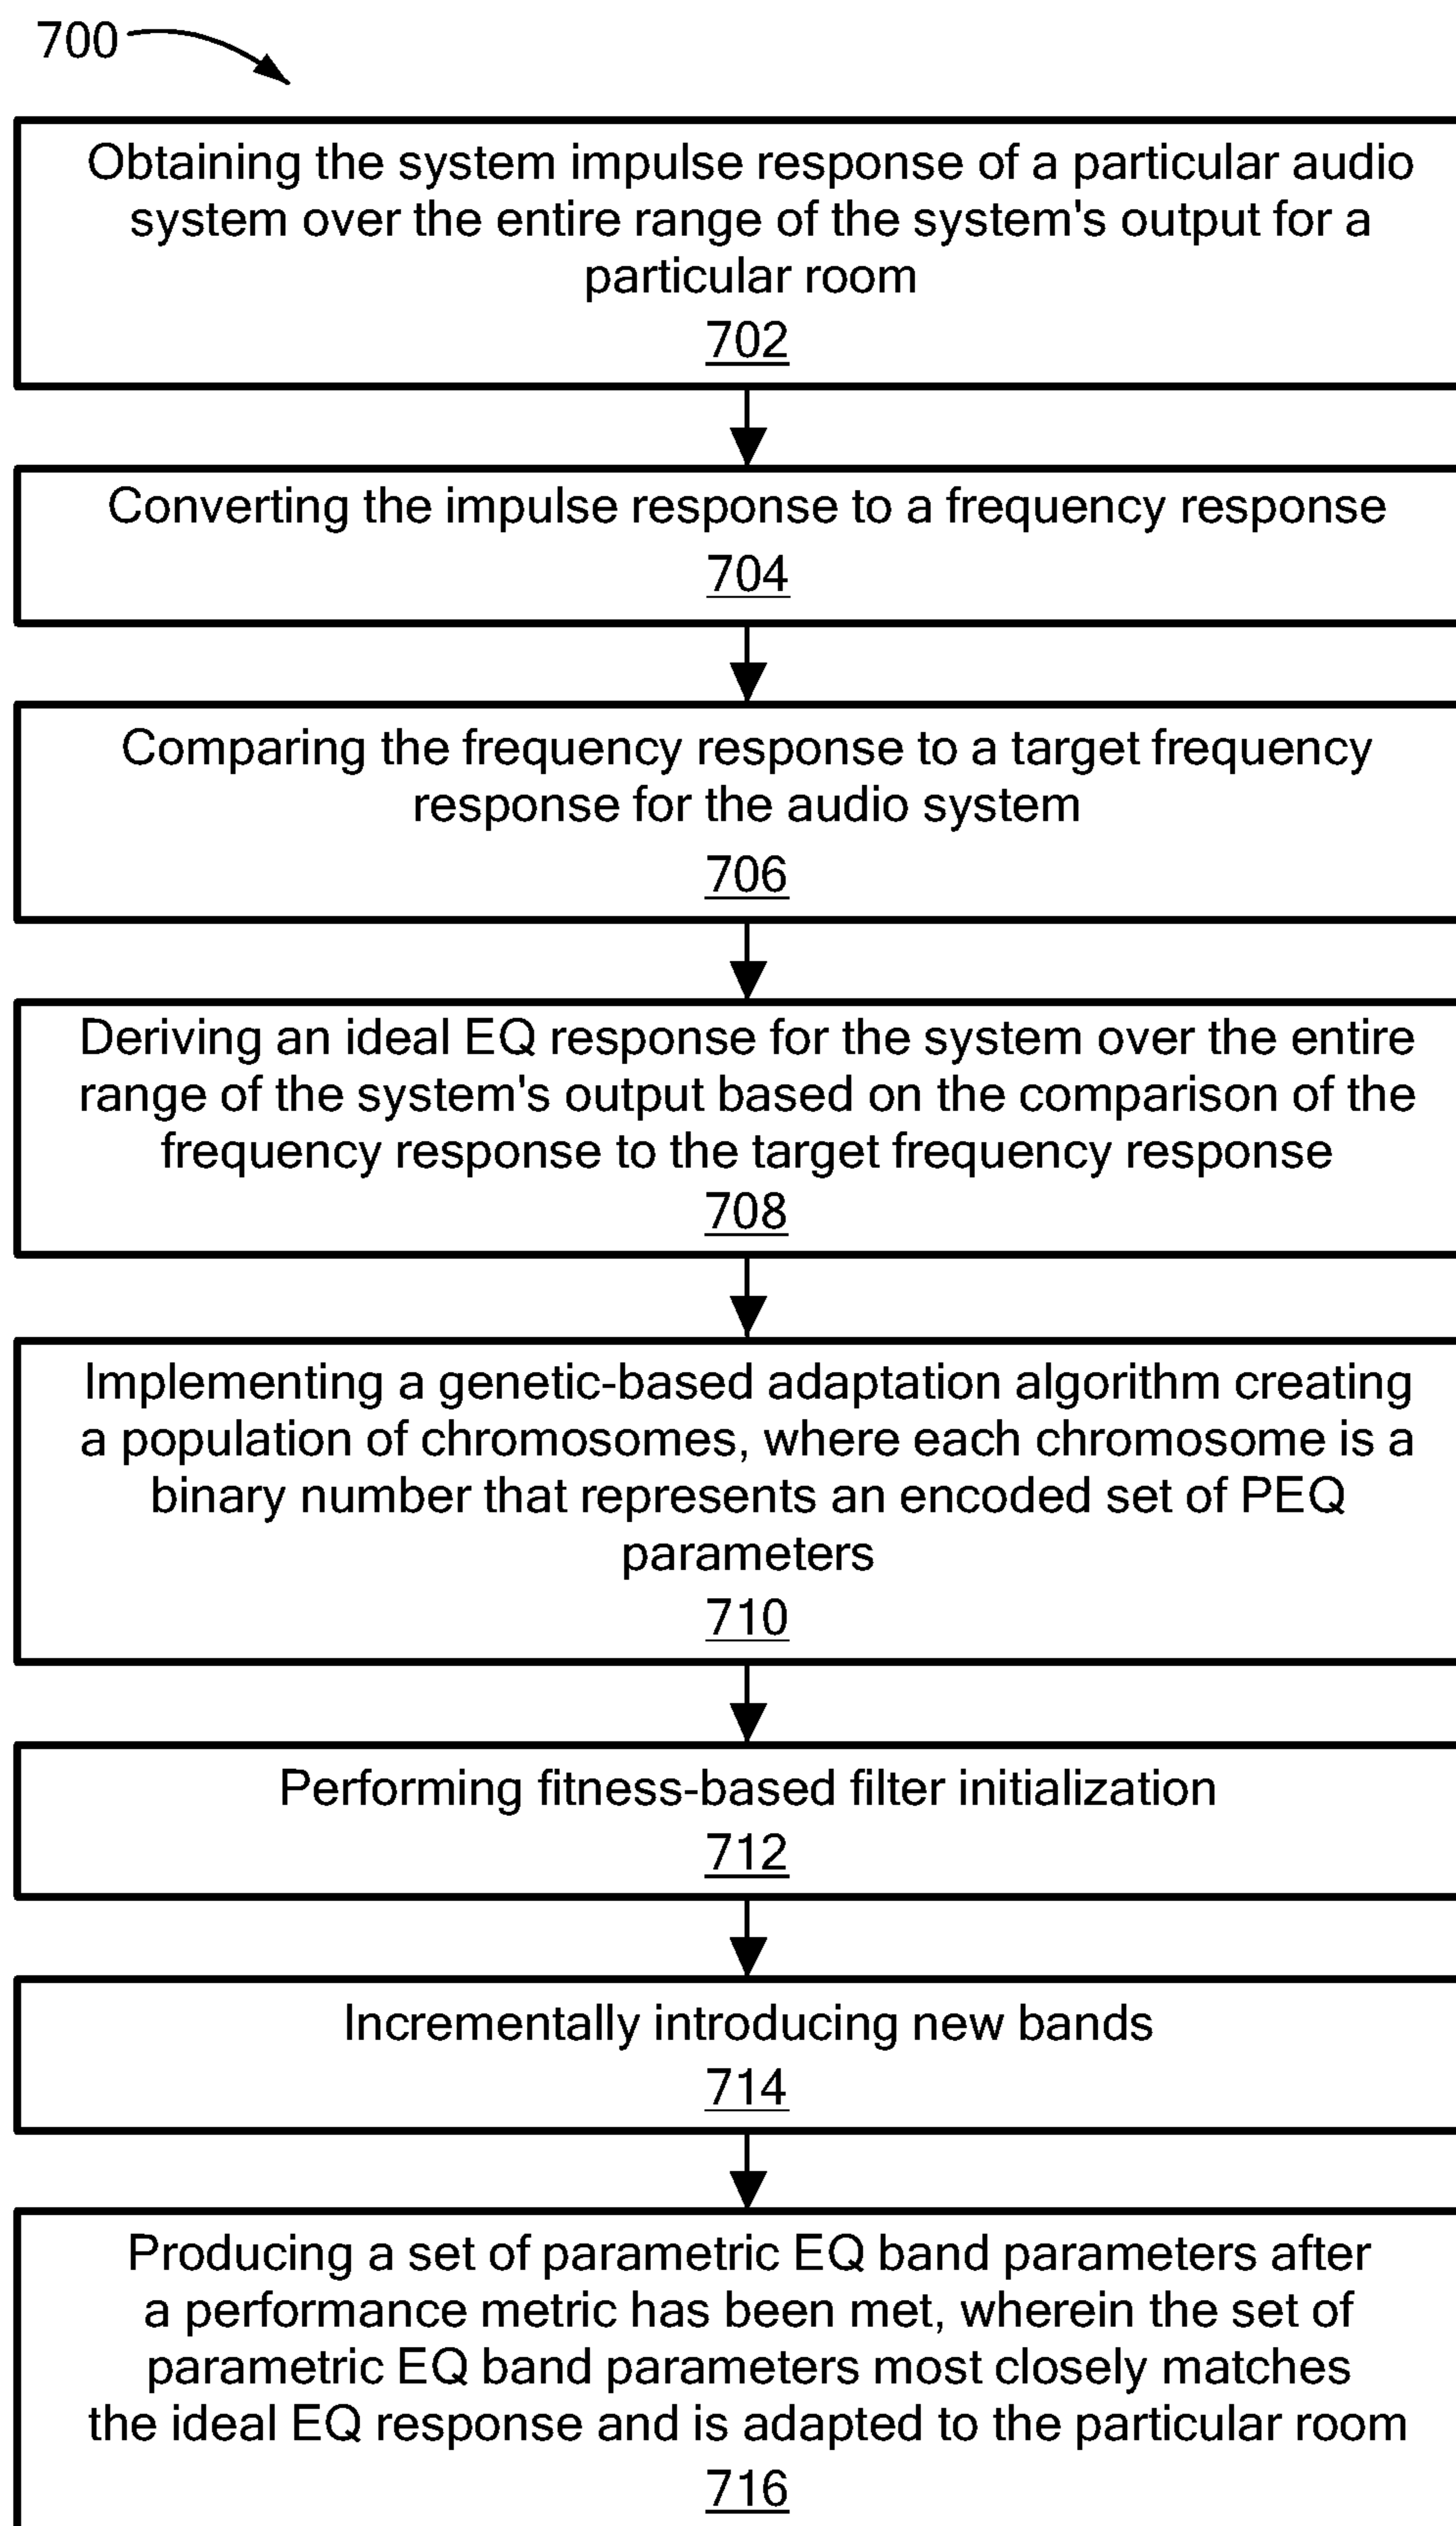 700
Obtaining the system impulse response of a particular audio
system over the entire range of the system's output for a
particular room
702
Converting the impulse response to a frequency response
704
Comparing the frequency response to a target frequency
response for the audio system
706
Deriving an ideal EQ response for the system over the entire
range of the system's output based on the comparison of the
frequency response to the target frequency response
708
Implementing a genetic-based adaptation algorithm creating
a population of chromosomes, where each chromosome is a
binary number that represents an encoded set of PEQ
parameters
710
Performing fitness-based filter initialization
712
Incrementally introducing new bands
714
Producing a set of parametric EQ band parameters after
a performance metric has been met, wherein the set of
parametric EQ band parameters most closely matches
the ideal EQ response and is adapted to the particular room
716